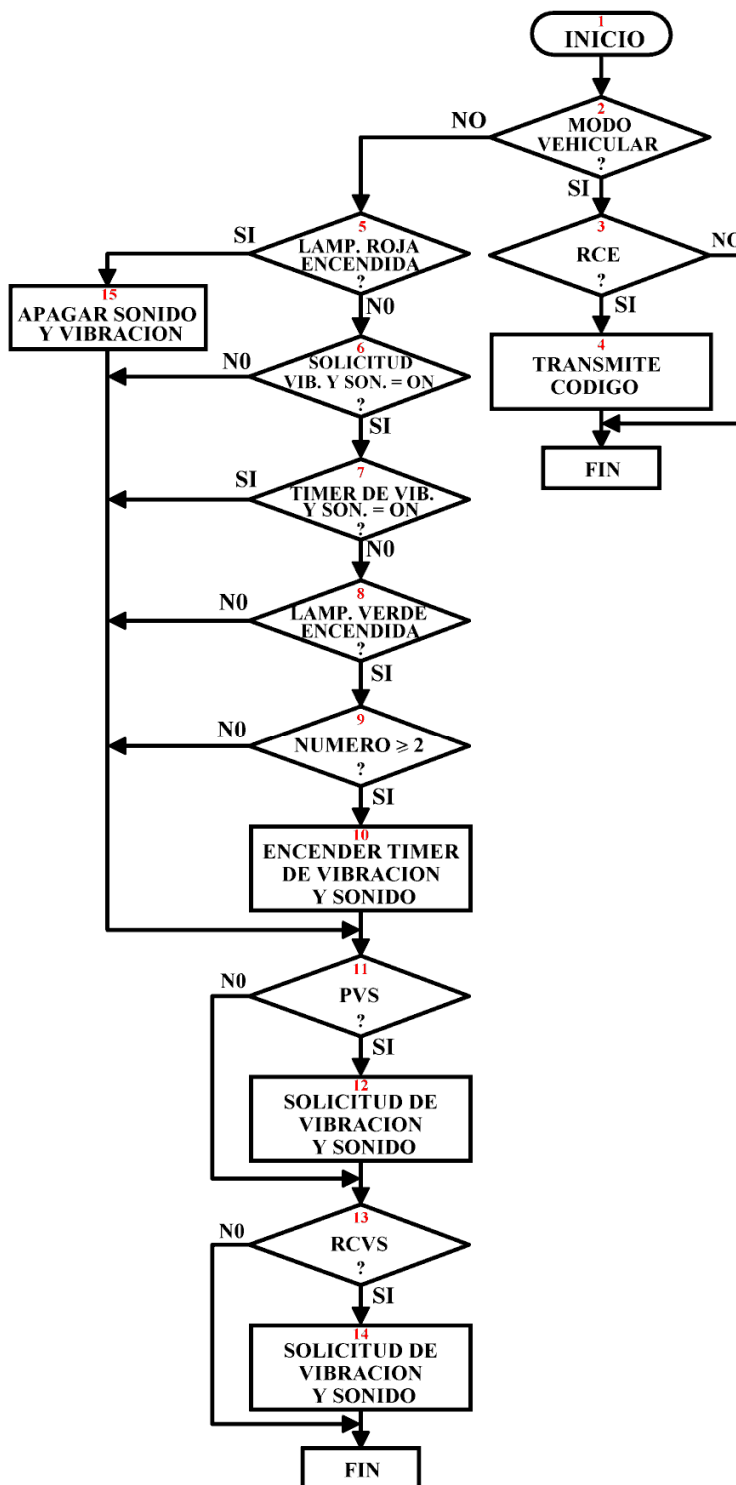 1
INICIO
2
MODO
VEHICULAR
?
NO
SI
3
RCE
?
NO
SI
4
TRANSMITE
CODIGO
FIN
5
LAMP. ROJA
ENCENDIDA
?
SI
N0
15
APAGAR SONIDO
Y VIBRACION
6
SOLICITUD
VIB. Y SON. = ON
?
N0
SI
7
TIMER DE VIB.
Y SON. = ON
?
SI
N0
8
LAMP. VERDE
ENCENDIDA
?
N0
SI
9
NUMERO ⩾ 2
?
N0
SI
10
ENCENDER TIMER
DE VIBRACION
Y SONIDO
11
PVS
?
N0
SI
12
SOLICITUD DE
VIBRACION
Y SONIDO
13
RCVS
?
N0
SI
14
SOLICITUD DE
VIBRACION
Y SONIDO
FIN